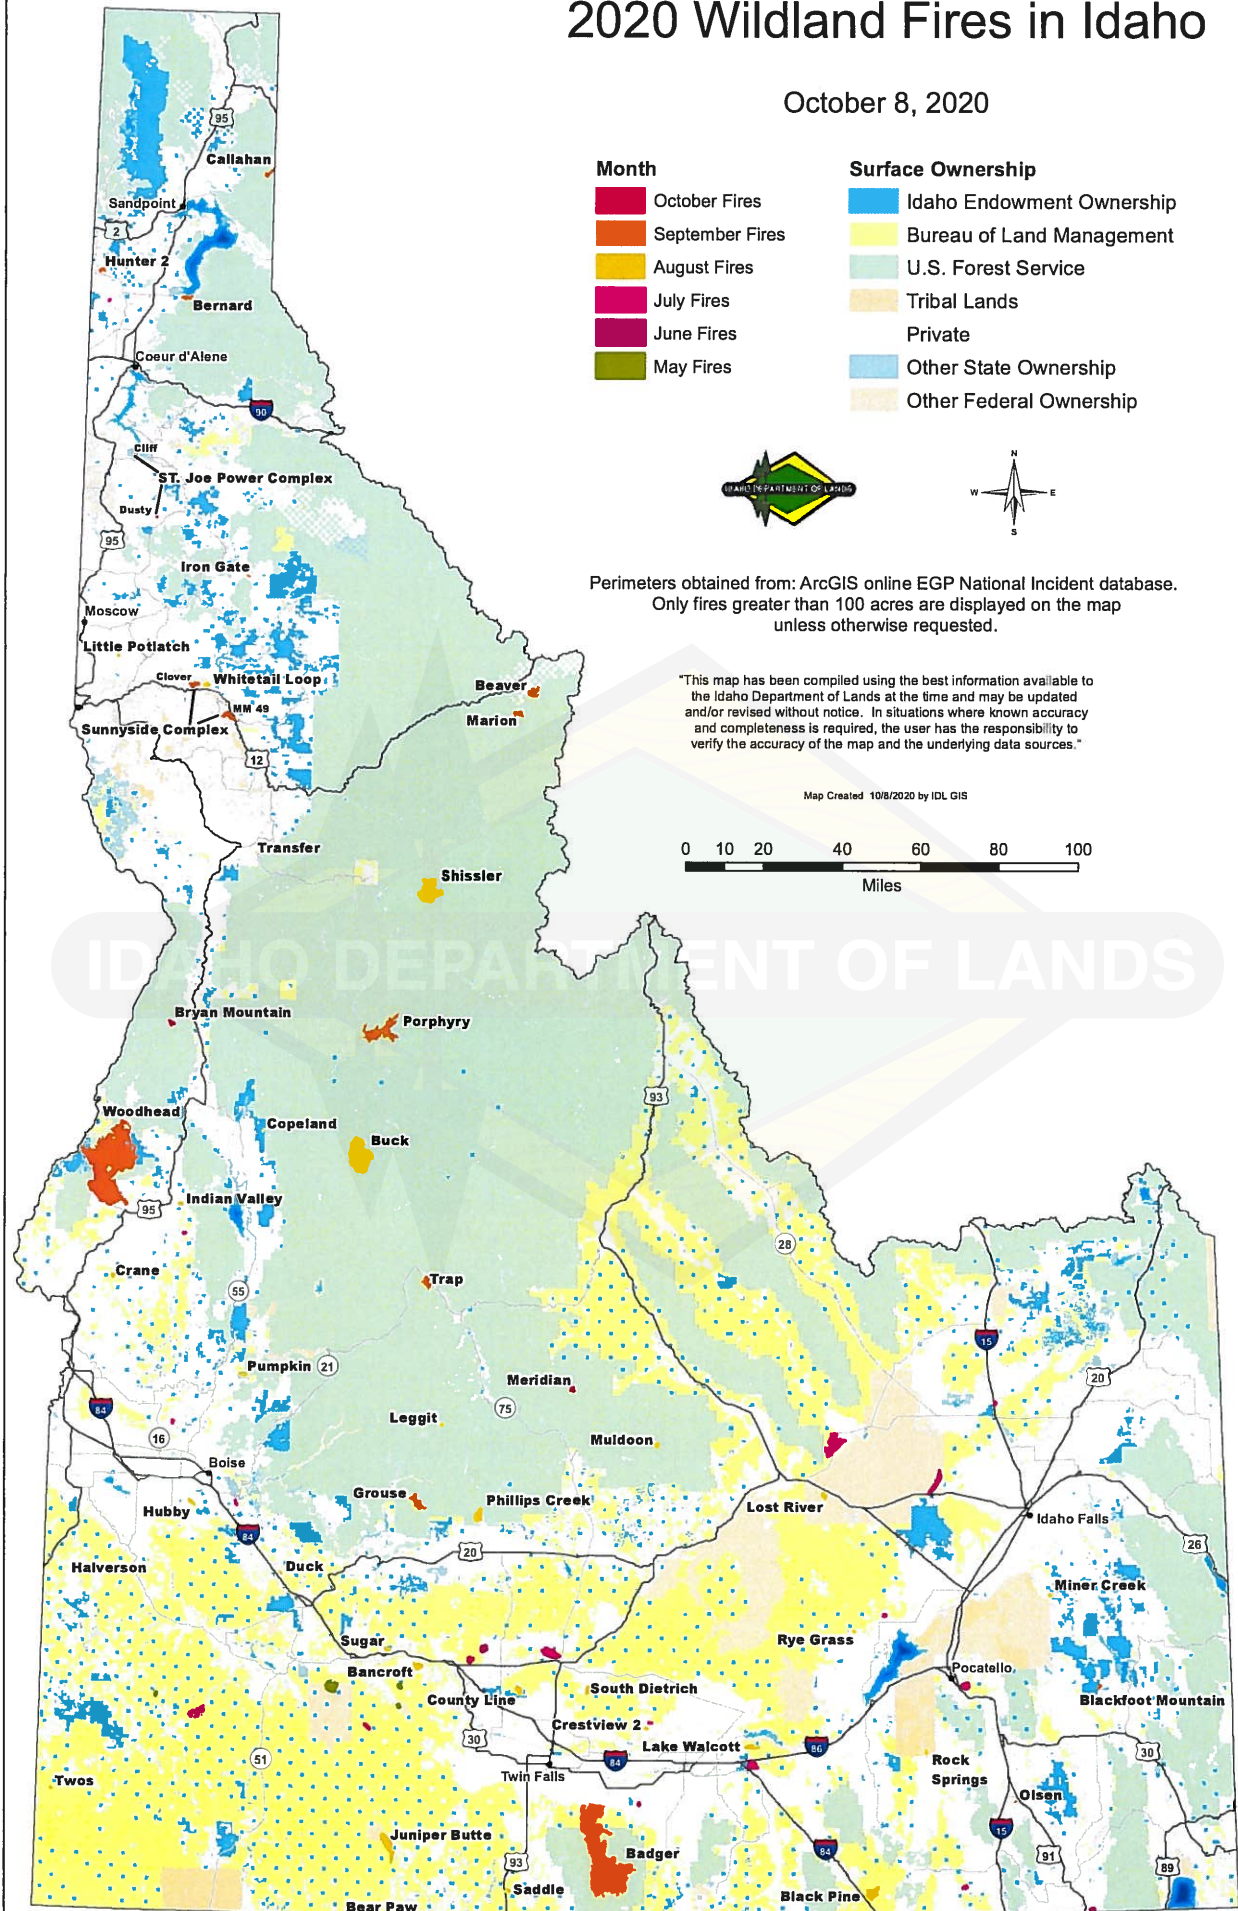 2020 Wildland Fires in Idaho
October 8, 2020
Month
October Fires
September Fires
August Fires
July Fires
June Fires
May Fires
Surface Ownership
Idaho Endowment Ownership
Bureau of Land Management
U.S. Forest Service
Tribal Lands
Private
Other State Ownership
Other Federal Ownership
IDAHO DEPARTMENT OF LANDS
N
W
E
S
Perimeters obtained from: ArcGIS online EGP National Incident database.
Only fires greater than 100 acres are displayed on the map
unless otherwise requested.
"This map has been compiled using the best information available to
the Idaho Department of Lands at the time and may be updated
and/or revised without notice. In situations where known accuracy
and completeness is required, the user has the responsibility to
verify the accuracy of the map and the underlying data sources."
Map Created 10/8/2020 by IDL GIS
0 10 20 40 60 80 100
Miles
IDAHO DEPARTMENT OF LANDS
95
Callahan
Sandpoint
2
Hunter 2
Bernard
Coeur d'Alene
90
Cliff
ST. Joe Power Complex
Dusty
95
Iron Gate
Moscow
Little Potlatch
Clover
Whitetail Loop
MM 49
Sunnyside Complex
12
Beaver
Marion
Transfer
Shissler
Bryan Mountain
Porphyry
93
Woodhead
Copeland
Buck
Indian Valley
95
28
Crane
55
Trap
15
Pumpkin
21
20
Meridian
84
75
Leggit
16
Muldoon
Boise
Grouse
Phillips Creek
Lost River
Hubby
84
Idaho Falls
26
20
Halverson
Duck
Miner Creek
Sugar
Rye Grass
Bancroft
Pocatello
County Line
South Dietrich
Blackfoot Mountain
Crestview 2
30
Lake Walcott
86
51
84
30
Rock
Springs
Twin Falls
Twos
Olsen
15
Juniper Butte
84
91
Badger
93
89
Saddle
Black Pine
Bear Paw